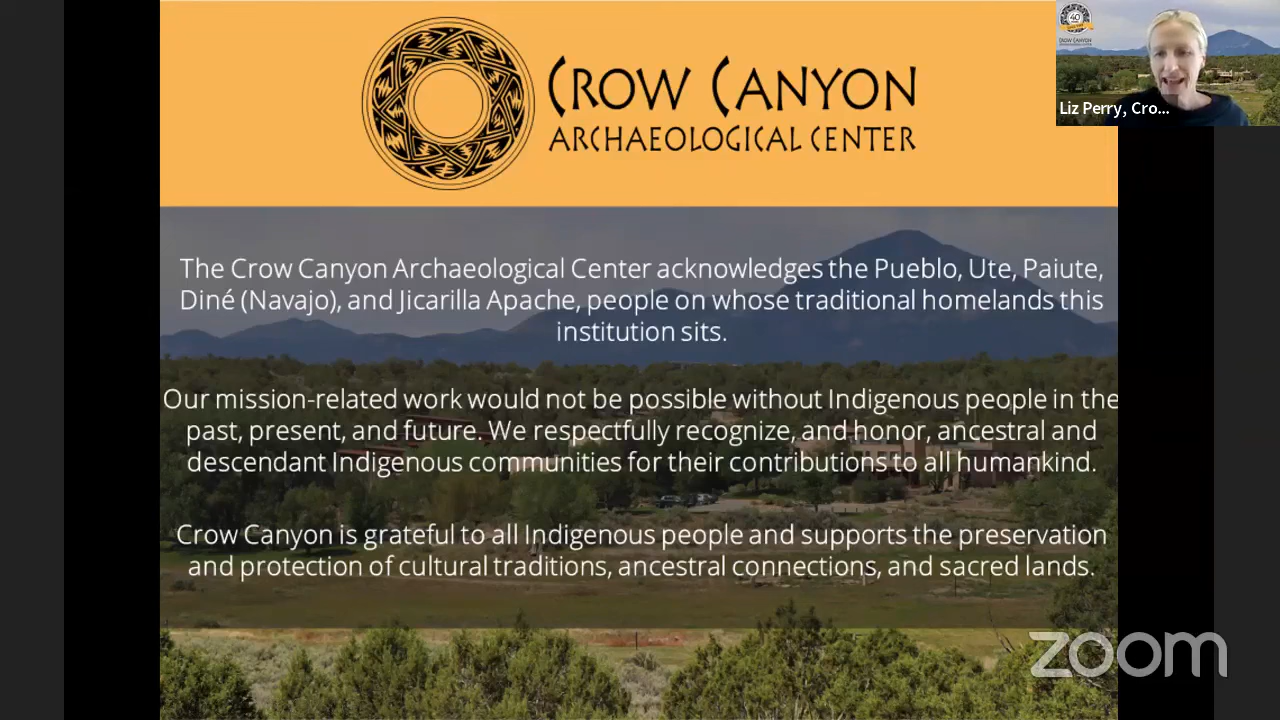 CROW CANYON
ARCHAEOLOGICAL CENTER
Liz Perry, Cro...
The Crow Canyon Archaeological Center acknowledges the Pueblo, Ute, Paiute,
Diné (Navajo), and Jicarilla Apache, people on whose traditional homelands this
institution sits.
Our mission-related work would not be possible without Indigenous people in the
past, present, and future. We respectfully recognize, and honor, ancestral and
descendant Indigenous communities for their contributions to all humankind.
Crow Canyon is grateful to all Indigenous people and supports the preservation
and protection of cultural traditions, ancestral connections, and sacred lands.
zoom